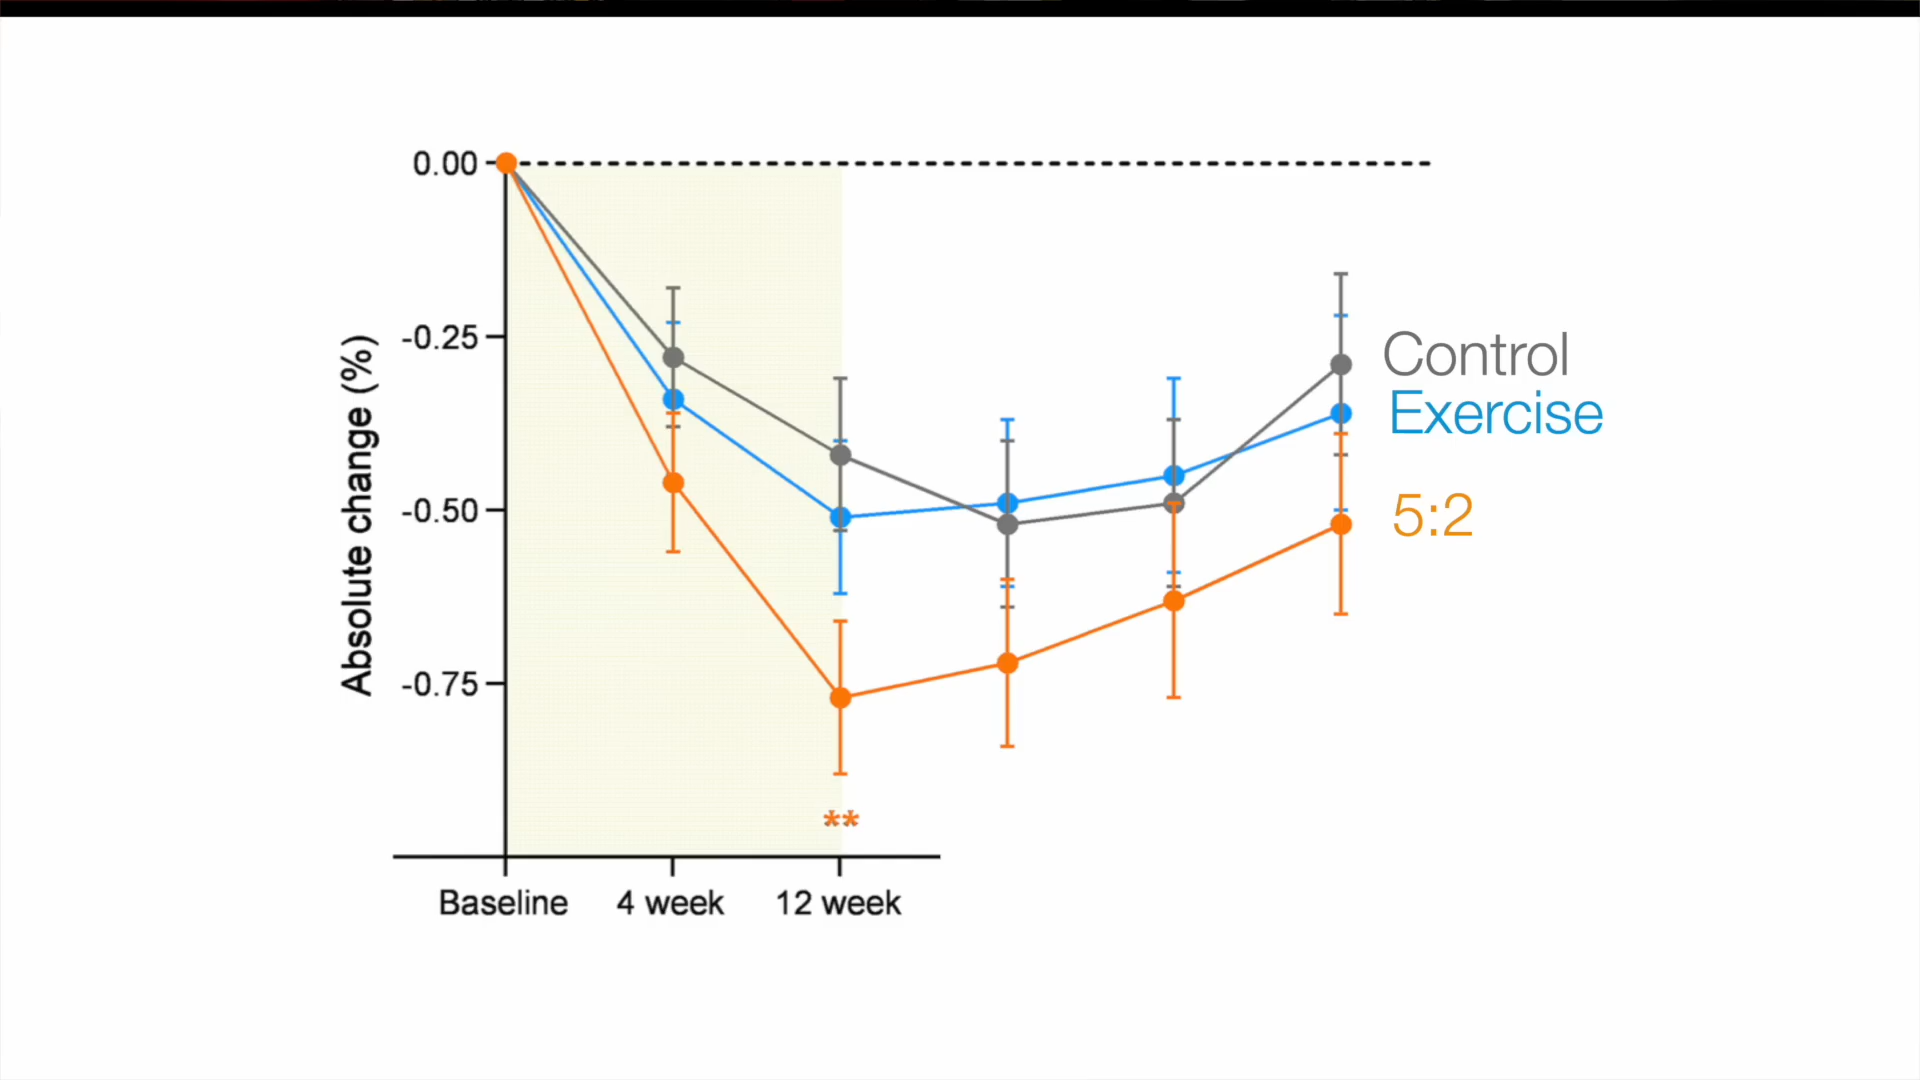 0.00
-0.25
-0.50
-0.75
Absolute change (%)
Control
Exercise
5:2
**
Baseline 4 week 12 week